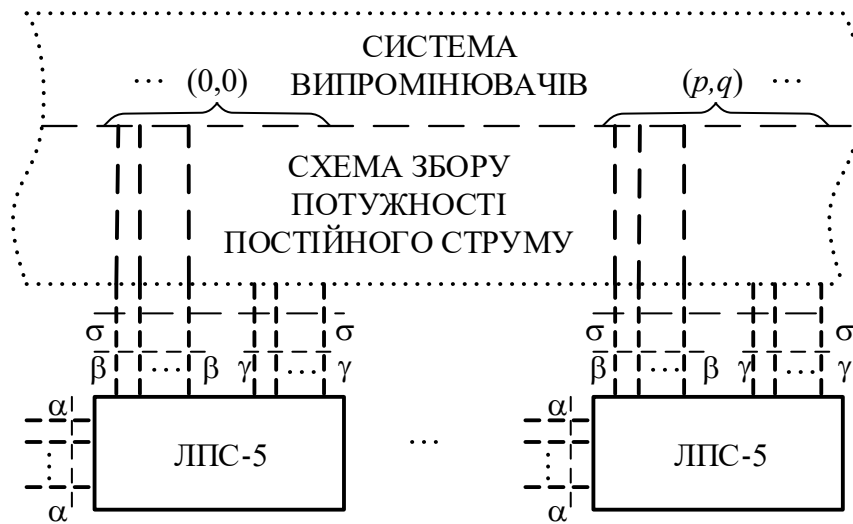 СИСТЕМА
··· (0,0) ВИПРОМІНЮВАЧІВ (p,q) ···
СХЕМА ЗБОРУ
ПОТУЖНОСТІ
ПОСТІЙНОГО СТРУМУ
σ σ σ σ
β ··· β γ ··· γ β ··· β γ ··· γ
α α
ЛПС-5 ··· ЛПС-5
α α